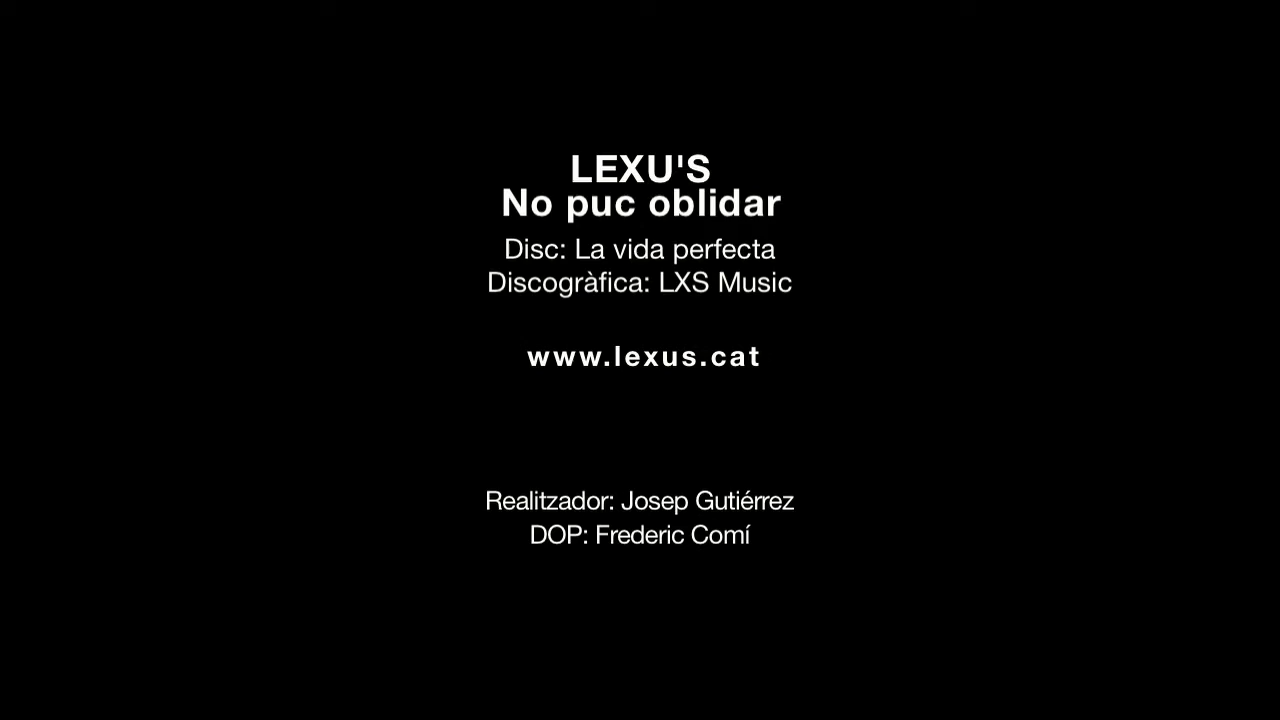 LEXU'S
No puc oblidar
Disc: La vida perfecta
Discogràfica: LXS Music
www.lexus.cat
Realitzador: Josep Gutiérrez
DOP: Frederic Comí